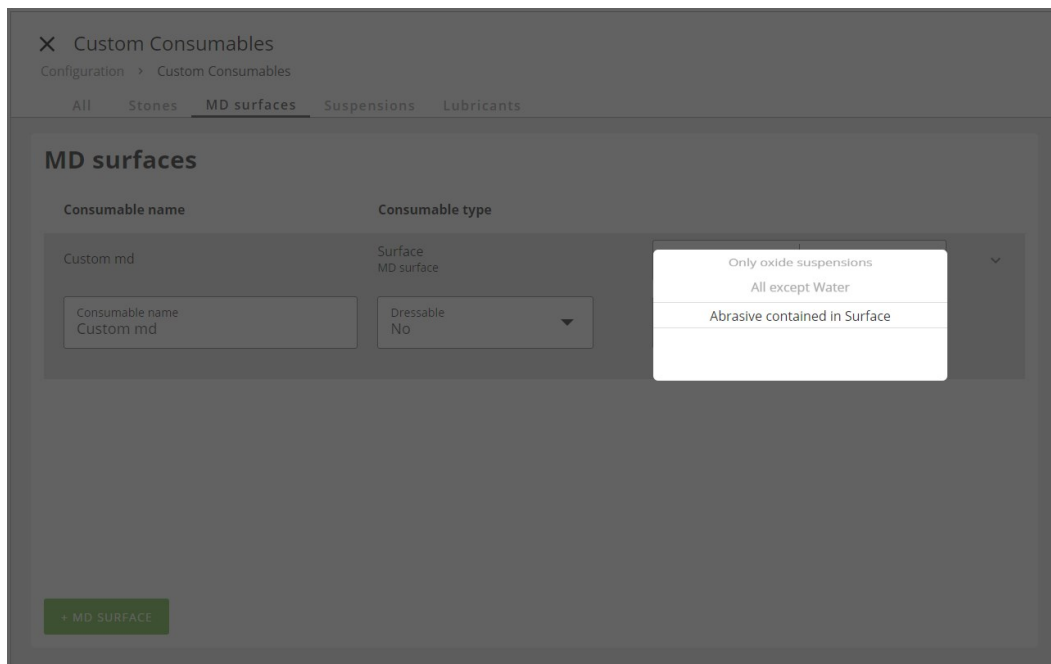 Custom Consumables
Configuration > Custom Consumables
All Stones MD surfaces Suspensions Lubricants
MD surfaces
Consumable name Consumable type
Custom md
Surface
MD surface
Only oxide suspensions
All except Water
Abrasive contained in Surface
Consumable name
Custom md
Dressable
No
+ MD SURFACE